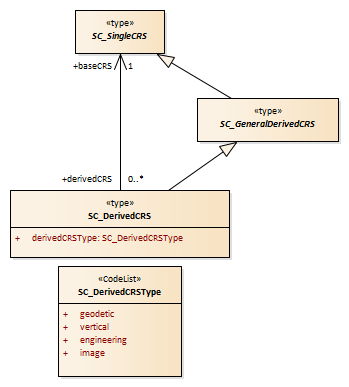 «type»
SC_SingleCRS
+baseCRS 1
«type»
SC_GeneralDerivedCRS
+derivedCRS 0..*
«type»
SC_DerivedCRS
+ derivedCRSType: SC_DerivedCRSType
«CodeList»
SC_DerivedCRSType
+ geodetic
+ vertical
+ engineering
+ image